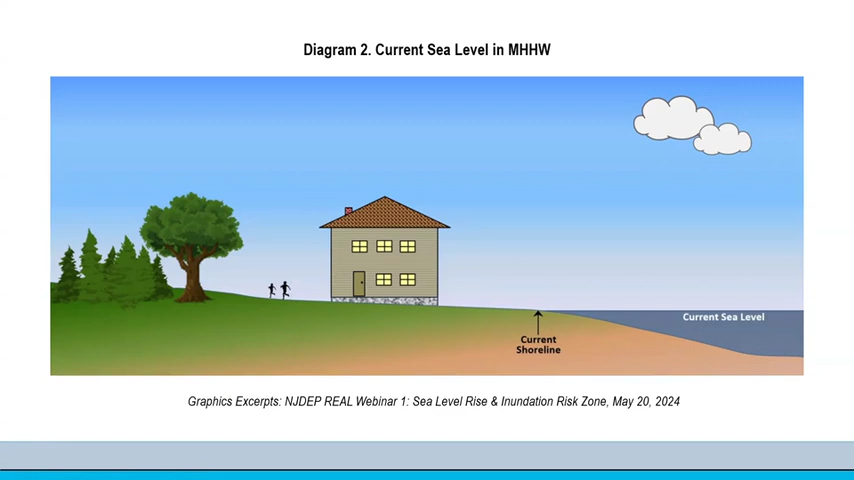 Diagram 2. Current Sea Level in MHHW
Current Sea Level
Current
Shoreline
Graphics Excerpts: NJDEP REAL Webinar 1: Sea Level Rise & Inundation Risk Zone, May 20, 2024